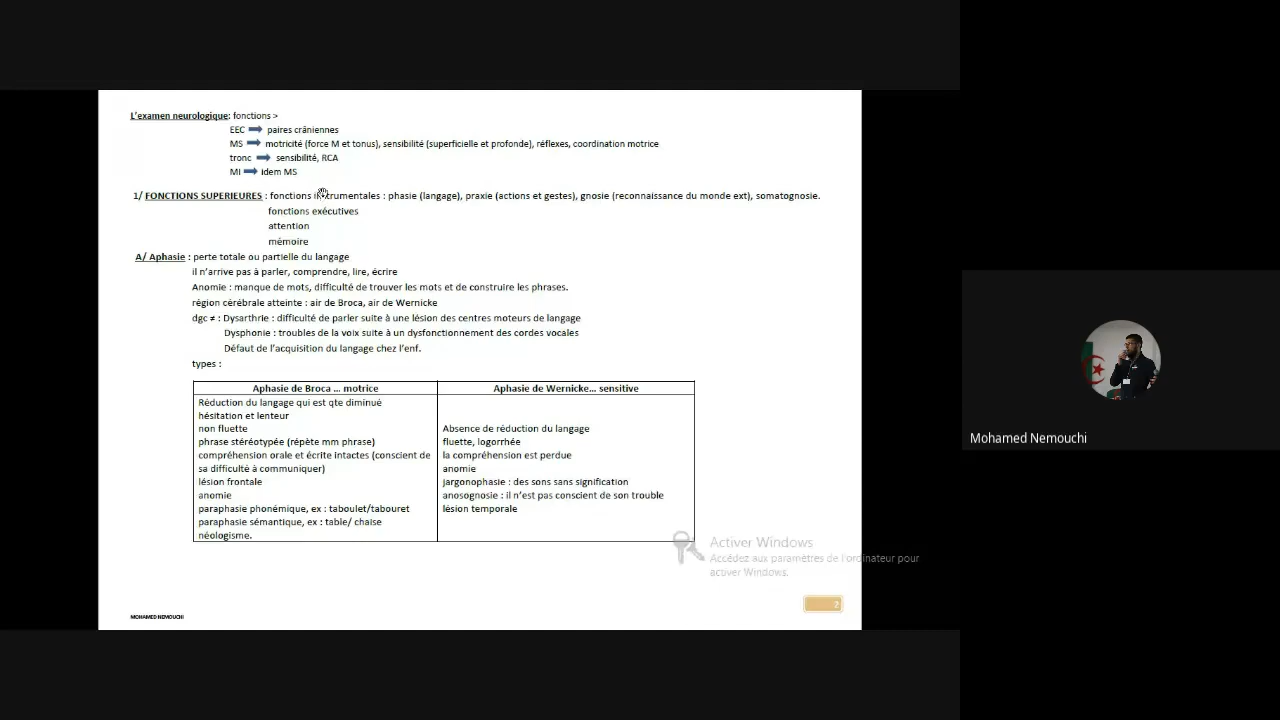 L'examen neurologique: fonctions >
EEC ➡ paires crâniennes
MS ➡ motricité (force M et tonus), sensibilité (superficielle et profonde), réflexes, coordination motrice
tronc ➡ sensibilité, RCA
MI ➡ idem MS
1/ FONCTIONS SUPERIEURES : fonctions instrumentales : phasie (langage), praxie (actions et gestes), gnosie (reconnaissance du monde ext), somatognosie.
fonctions exécutives
attention
mémoire
A/ Aphasie : perte totale ou partielle du langage
il n'arrive pas à parler, comprendre, lire, écrire
Anomie : manque de mots, difficulté de trouver les mots et de construire les phrases.
région cérébrale atteinte : air de Broca, air de Wernicke
dgc ≠ : Dysarthrie : difficulté de parler suite à une lésion des centres moteurs de langage
Dysphonie : troubles de la voix suite à un dysfonctionnement des cordes vocales
Défaut de l'acquisition du langage chez l'enf.
types :
Aphasie de Broca … motrice
Réduction du langage qui est qte diminué
hésitation et lenteur
non fluette
phrase stéréotypée (répète mm phrase)
compréhension orale et écrite intactes (conscient de
sa difficulté à communiquer)
lésion frontale
anomie
paraphasie phonémique, ex : taboulet/tabouret
paraphasie sémantique, ex : table/ chaise
néologisme.
Aphasie de Wernicke… sensitive
Absence de réduction du langage
fluette, logorrhée
la compréhension est perdue
anomie
jargonophasie : des sons sans signification
anosognosie : il n'est pas conscient de son trouble
lésion temporale
Activer Windows
Accédez aux paramètres de l'ordinateur pour
activer Windows.
2
MOHAMED NEMOUCHI
Mohamed Nemouchi